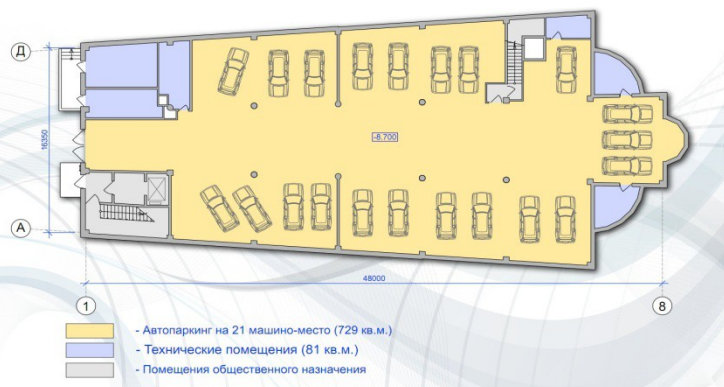 Д
16350
-8.700
А
48000
1
8
- Автопаркинг на 21 машино-место (729 кв.м.)
- Технические помещения (81 кв.м.)
- Помещения общественного назначения